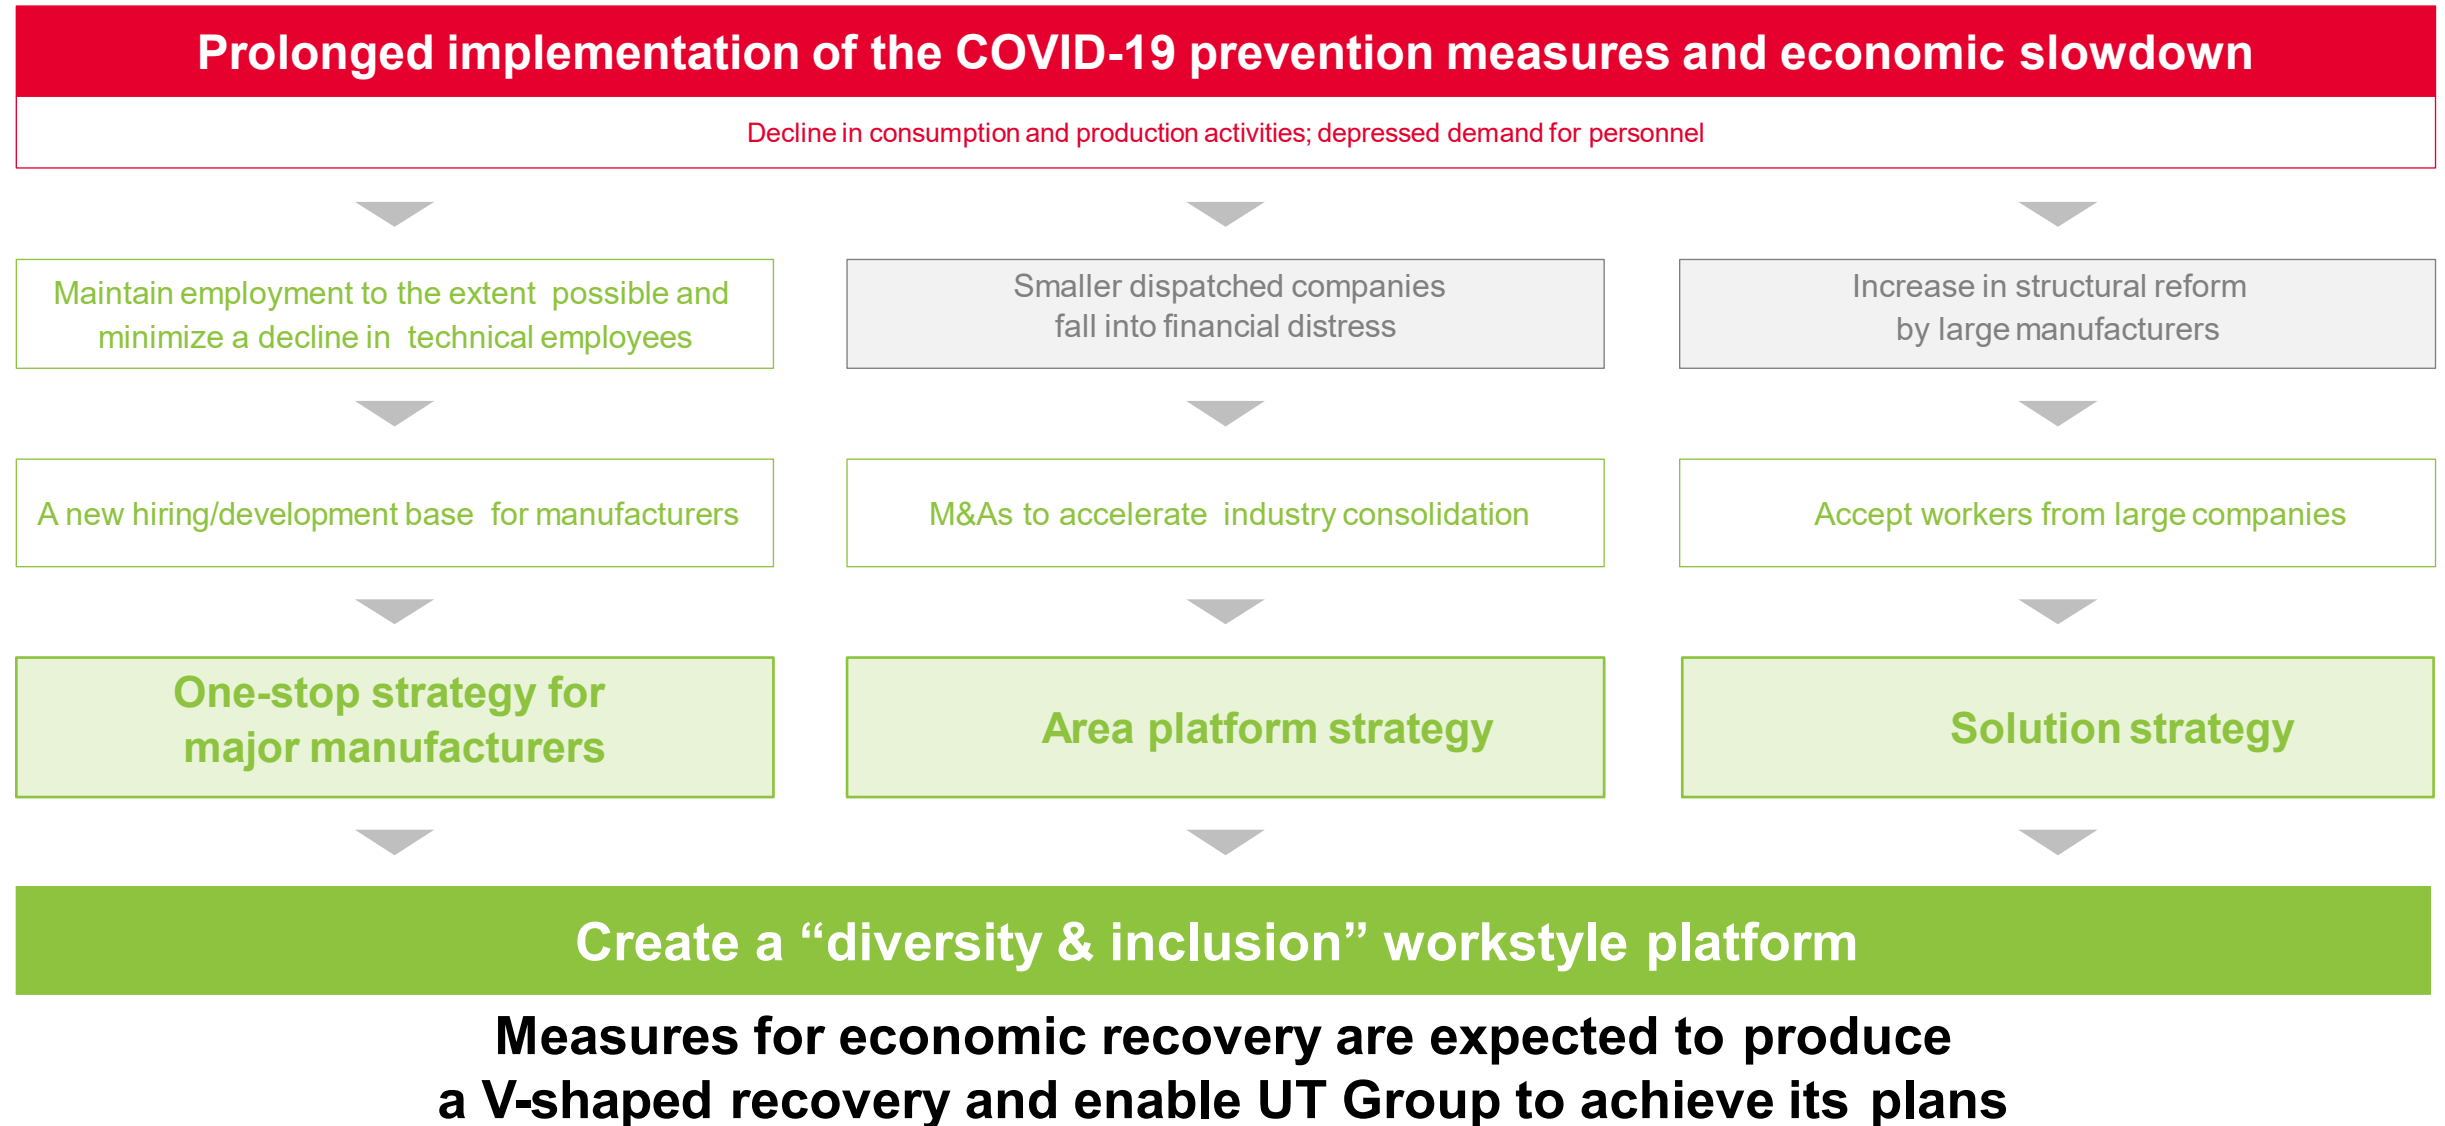 Prolonged implementation of the COVID-19 prevention measures and economic slowdown
Decline in consumption and production activities; depressed demand for personnel
Maintain employment to the extent possible and
minimize a decline in technical employees
Smaller dispatched companies
fall into financial distress
Increase in structural reform
by large manufacturers
A new hiring/development base for manufacturers
M&As to accelerate industry consolidation
Accept workers from large companies
One-stop strategy for
major manufacturers
Area platform strategy
Solution strategy
Create a “diversity & inclusion” workstyle platform
Measures for economic recovery are expected to produce
a V-shaped recovery and enable UT Group to achieve its plans